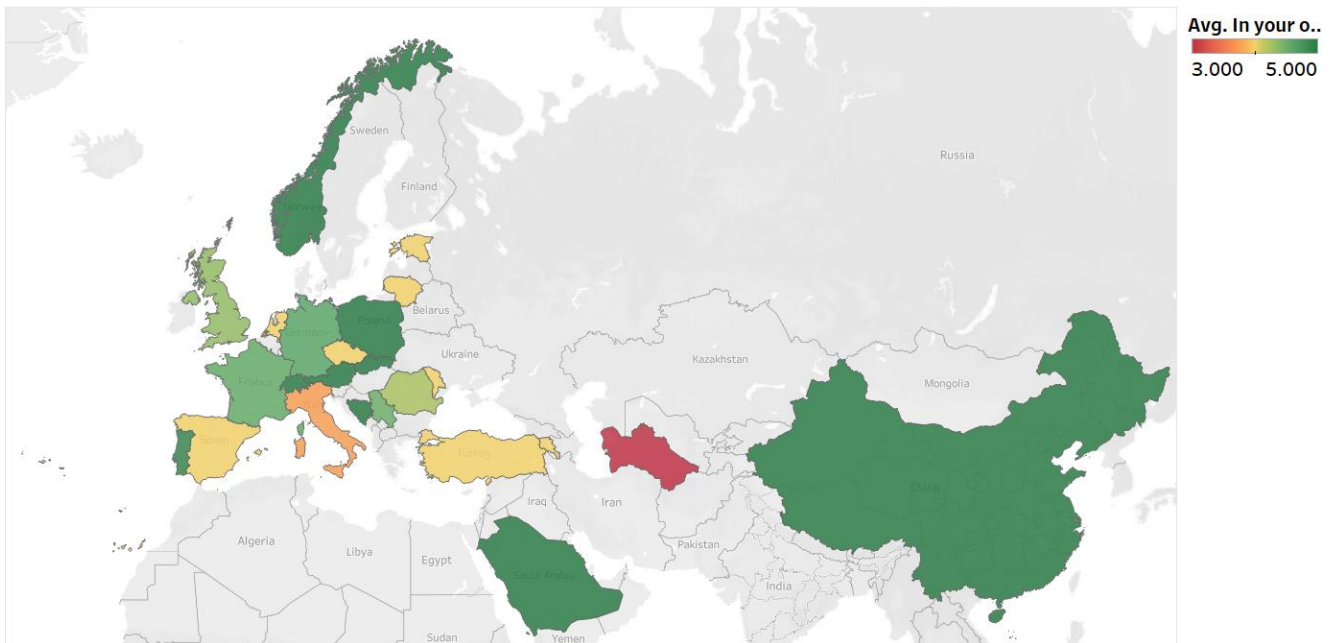 Avg. In your o..
3.000 5.000
Russia
Sweden
Finland
Norway
Belarus
Poland
Germany
Ukraine
Kazakhstan
Mongolia
France
Italy
Spain
Turkey
China
Iraq
Iran
Pakistan
Algeria
Libya
Egypt
Saudi Arabia
India
Sudan
Yemen